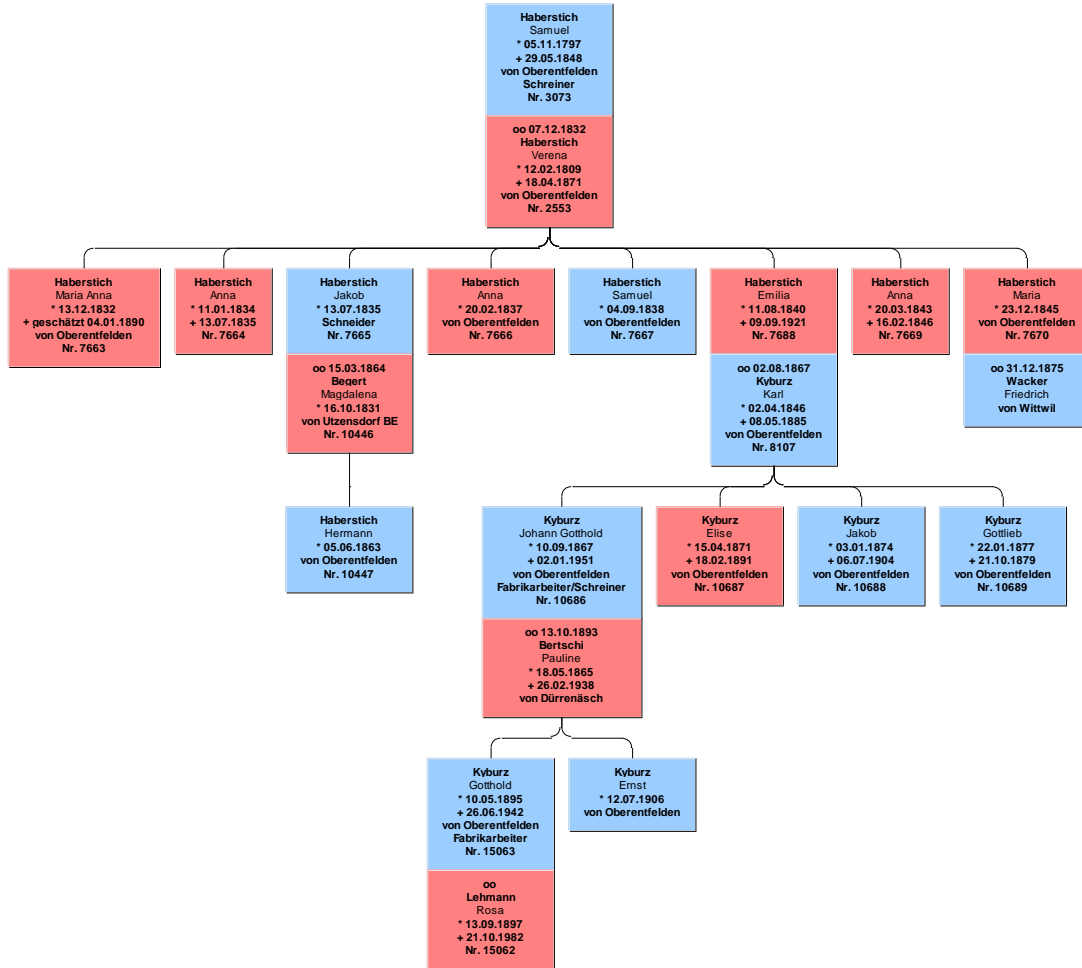 Haberstich
Samuel
* 05.11.1797
+ 29.05.1848
von Oberentfelden
Schreiner
Nr. 3073
oo 07.12.1832
Haberstich
Verena
* 12.02.1809
+ 18.04.1871
von Oberentfelden
Nr. 2553
Haberstich
Maria Anna
* 13.12.1832
+ geschätzt 04.01.1890
von Oberentfelden
Nr. 7663
Haberstich
Anna
* 11.01.1834
+ 13.07.1835
Nr. 7664
Haberstich
Jakob
* 13.07.1835
Schneider
Nr. 7665
oo 15.03.1864
Begert
Magdalena
* 16.10.1831
von Utzensdorf BE
Nr. 10446
Haberstich
Anna
* 20.02.1837
von Oberentfelden
Nr. 7666
Haberstich
Samuel
* 04.09.1838
von Oberentfelden
Nr. 7667
Haberstich
Emilia
* 11.08.1840
+ 09.09.1921
Nr. 7688
oo 02.08.1867
Kyburz
Karl
* 02.04.1846
+ 08.05.1885
von Oberentfelden
Nr. 8107
Haberstich
Anna
* 20.03.1843
+ 16.02.1846
Nr. 7669
Haberstich
Maria
* 23.12.1845
von Oberentfelden
Nr. 7670
oo 31.12.1875
Wacker
Friedrich
von Wittwil
Haberstich
Hermann
* 05.06.1863
von Oberentfelden
Nr. 10447
Kyburz
Johann Gotthold
* 10.09.1867
+ 02.01.1951
von Oberentfelden
Fabrikarbeiter/Schreiner
Nr. 10686
oo 13.10.1893
Bertschi
Pauline
* 18.05.1865
+ 26.02.1938
von Dürrenäsch
Kyburz
Elise
* 15.04.1871
+ 18.02.1891
von Oberentfelden
Nr. 10687
Kyburz
Jakob
* 03.01.1874
+ 06.07.1904
von Oberentfelden
Nr. 10688
Kyburz
Gottlieb
* 22.01.1877
+ 21.10.1879
von Oberentfelden
Nr. 10689
Kyburz
Gotthold
* 10.05.1895
+ 26.06.1942
von Oberentfelden
Fabrikarbeiter
Nr. 15063
oo
Lehmann
Rosa
* 13.09.1897
+ 21.10.1982
Nr. 15062
Kyburz
Ernst
* 12.07.1906
von Oberentfelden